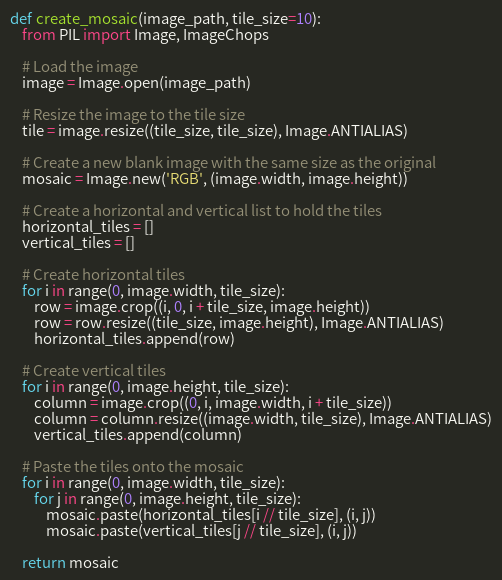 def create_mosaic(image_path, tile_size=10):
    from PIL import Image, ImageChops

    # Load the image
    image = Image.open(image_path)

    # Resize the image to the tile size
    tile = image.resize((tile_size, tile_size), Image.ANTIALIAS)

    # Create a new blank image with the same size as the original
    mosaic = Image.new('RGB', (image.width, image.height))

    # Create a horizontal and vertical list to hold the tiles
    horizontal_tiles = []
    vertical_tiles = []

    # Create horizontal tiles
    for i in range(0, image.width, tile_size):
        row = image.crop((i, 0, i + tile_size, image.height))
        row = row.resize((tile_size, image.height), Image.ANTIALIAS)
        horizontal_tiles.append(row)

    # Create vertical tiles
    for i in range(0, image.height, tile_size):
        column = image.crop((0, i, image.width, i + tile_size))
        column = column.resize((image.width, tile_size), Image.ANTIALIAS)
        vertical_tiles.append(column)

    # Paste the tiles onto the mosaic
    for i in range(0, image.width, tile_size):
        for j in range(0, image.height, tile_size):
            mosaic.paste(horizontal_tiles[i // tile_size], (i, j))
            mosaic.paste(vertical_tiles[j // tile_size], (i, j))

    return mosaic